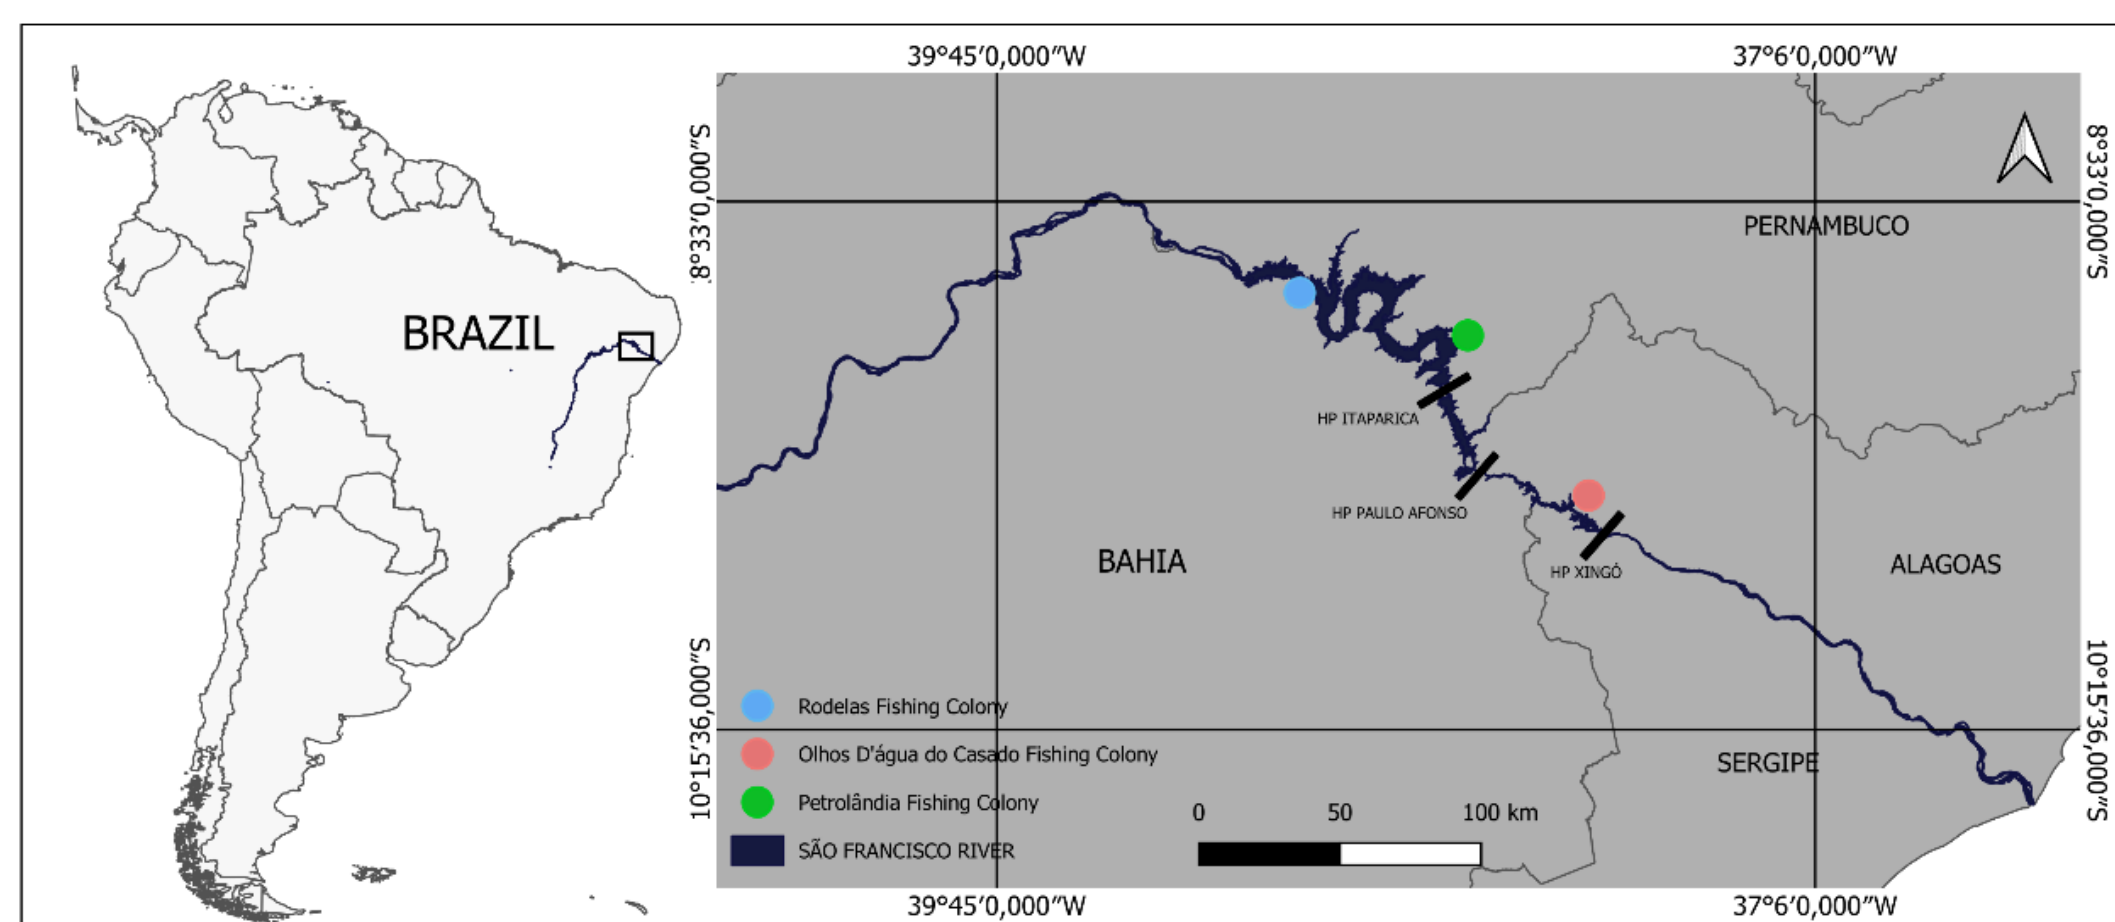 39°45′0,000″W
37°6′0,000″W
8°33′0,000″S
8°33′0,000″S
PERNAMBUCO
BRAZIL
HP ITAPARICA
HP PAULO AFONSO
BAHIA
HP XINGÓ
ALAGOAS
10°15′36,000″S
10°15′36,000″S
Rodelas Fishing Colony
Olhos D'água do Casado Fishing Colony
SERGIPE
Petrolândia Fishing Colony
0 50 100 km
SÃO FRANCISCO RIVER
39°45′0,000″W
37°6′0,000″W